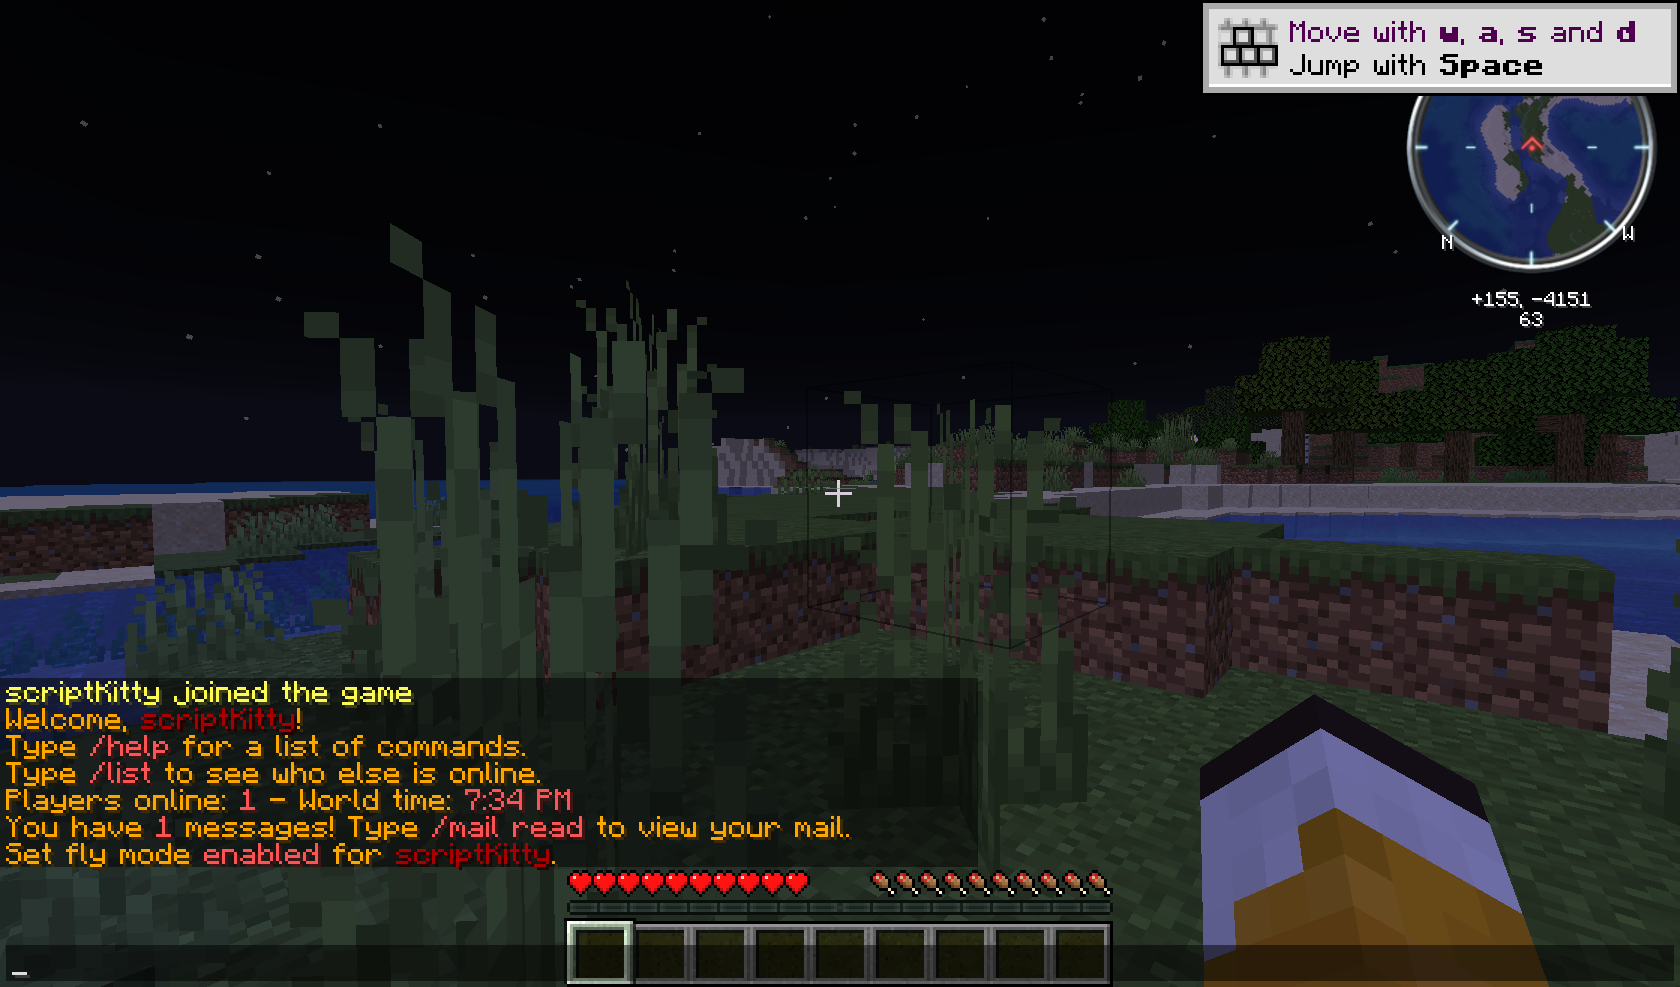 Move with w, a, s and d
Jump with Space
N
W
+155, -4151
63
scriptKitty joined the game
Welcome, scriptKitty!
Type /help for a list of commands.
Type /list to see who else is online.
Players online: 1 - World time: 7:34 PM
You have 1 messages! Type /mail read to view your mail.
Set fly mode enabled for scriptKitty.
_